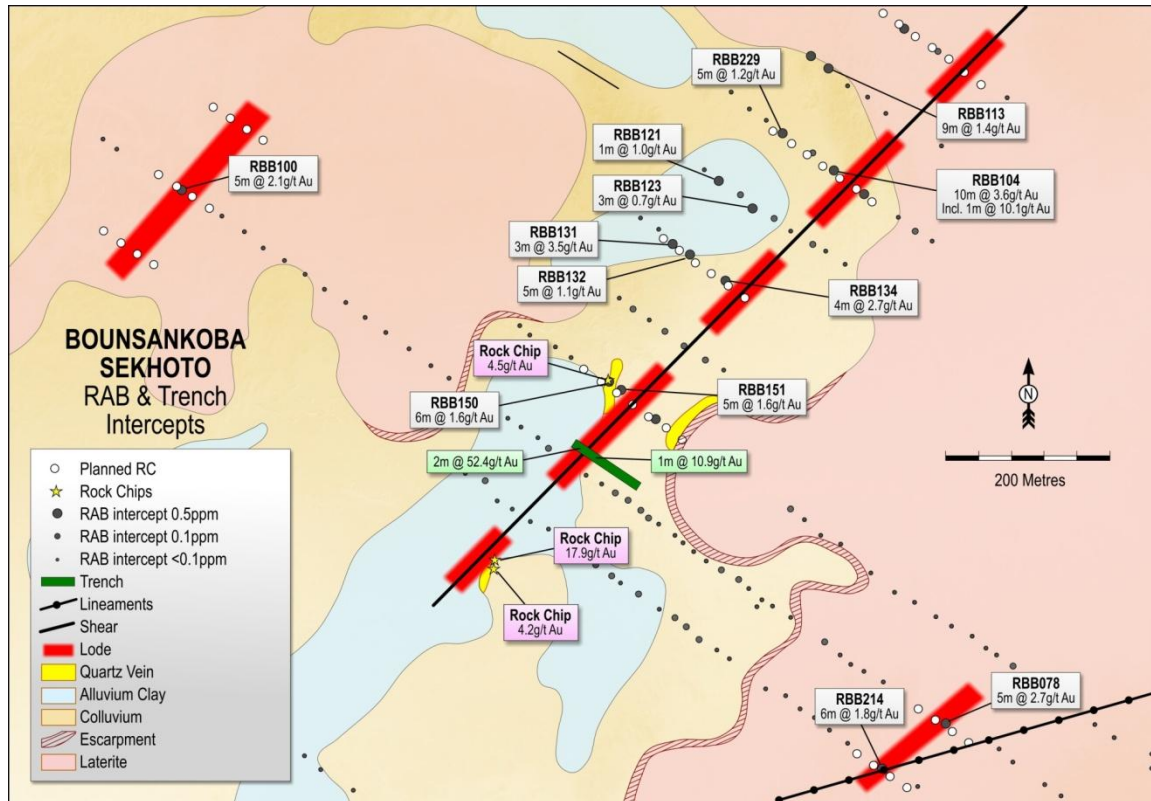 RBB229
5m @ 1.2g/t Au
RBB113
9m @ 1.4g/t Au
RBB121
1m @ 1.0g/t Au
RBB100
5m @ 2.1g/t Au
RBB123
3m @ 0.7g/t Au
RBB104
10m @ 3.6g/t Au
Incl. 1m @ 10.1g/t Au
RBB131
3m @ 3.5g/t Au
RBB132
5m @ 1.1g/t Au
RBB134
4m @ 2.7g/t Au
BOUNSANKOBA
SEKHOTO
RAB & Trench
Intercepts
Rock Chip
4.5g/t Au
RBB150
6m @ 1.6g/t Au
RBB151
5m @ 1.6g/t Au
N
200 Metres
2m @ 52.4g/t Au
1m @ 10.9g/t Au
Rock Chip
17.9g/t Au
Rock Chip
4.2g/t Au
RBB214
6m @ 1.8g/t Au
RBB078
5m @ 2.7g/t Au
Planned RC
Rock Chips
RAB intercept 0.5ppm
RAB intercept 0.1ppm
RAB intercept <0.1ppm
Trench
Lineaments
Shear
Lode
Quartz Vein
Alluvium Clay
Colluvium
Escarpment
Laterite